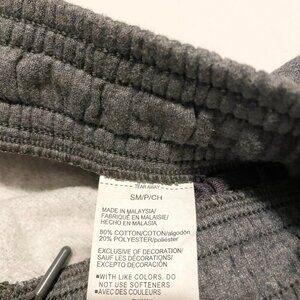 TEAR AWAY
SM/P/CH
MADE IN MALAYSIA/
FABRIQUÉ EN MALAISIE/
HECHO EN MALASIA
80% COTTON/COTON/algodón
20% POLYESTER/poliéster
EXCLUSIVE OF DECORATION/
SAUF LES DÉCORATIONS/
EXCEPTO DECORACIÓN
■WITH LIKE COLORS, DO
NOT USE SOFTENERS
■AVEC DES COULEURS